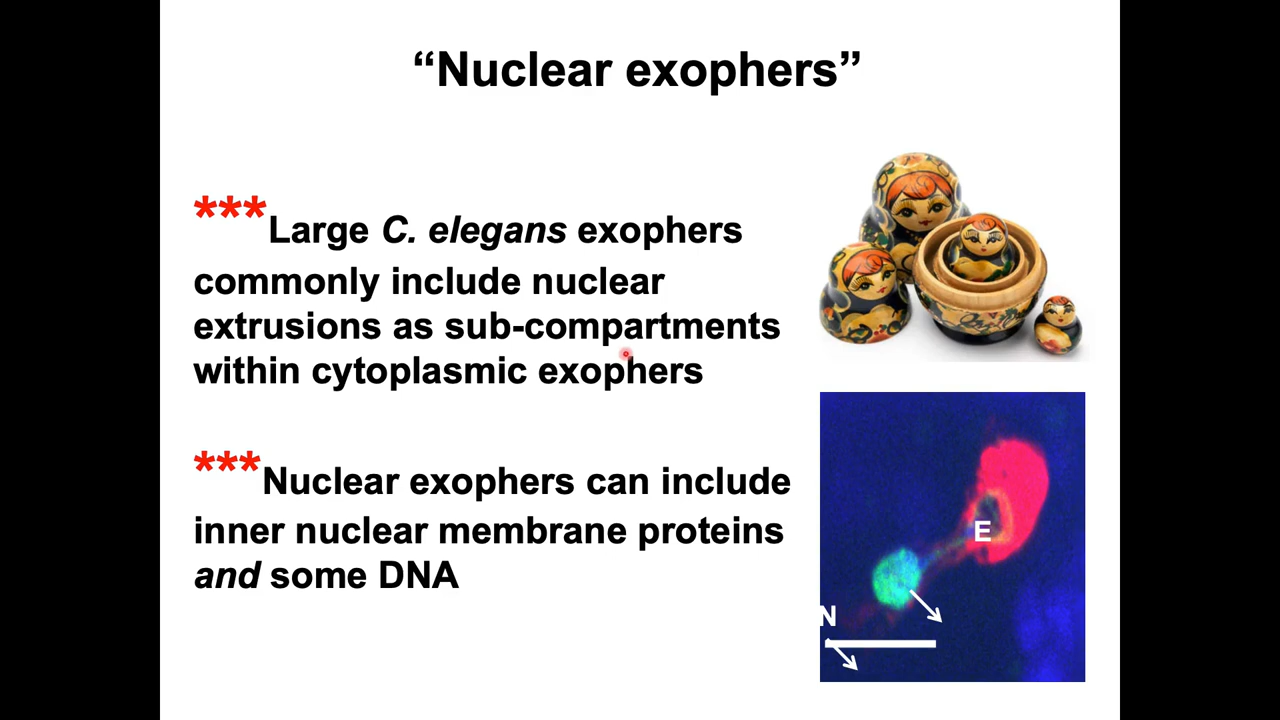 “Nuclear exophers”
***Large C. elegans exophers
commonly include nuclear
extrusions as sub-compartments
within cytoplasmic exophers
***Nuclear exophers can include
inner nuclear membrane proteins
and some DNA
E
N